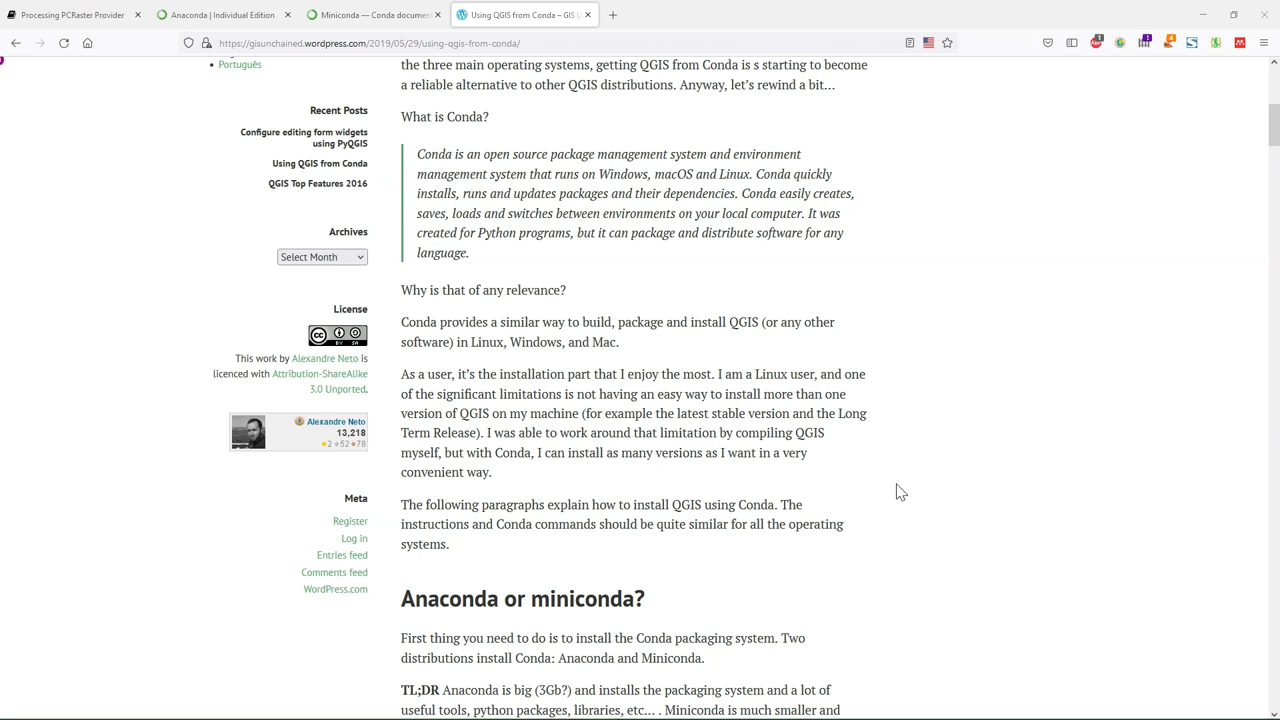 Processing PCRaster Provider
Anaconda | Individual Edition
Miniconda — Conda document
Using QGIS from Conda – GIS U
https://gisunchained.wordpress.com/2019/05/29/using-qgis-from-conda/
Português
Recent Posts
Configure editing form widgets
using PyQGIS
Using QGIS from Conda
QGIS Top Features 2016
Archives
Select Month
License
CC BY SA
This work by Alexandre Neto is
licenced with Attribution-ShareAlike
3.0 Unported.
Alexandre Neto
13,218
2 52 78
Meta
Register
Log in
Entries feed
Comments feed
WordPress.com
the three main operating systems, getting QGIS from Conda is s starting to become
a reliable alternative to other QGIS distributions. Anyway, let’s rewind a bit…
What is Conda?
Conda is an open source package management system and environment
management system that runs on Windows, macOS and Linux. Conda quickly
installs, runs and updates packages and their dependencies. Conda easily creates,
saves, loads and switches between environments on your local computer. It was
created for Python programs, but it can package and distribute software for any
language.
Why is that of any relevance?
Conda provides a similar way to build, package and install QGIS (or any other
software) in Linux, Windows, and Mac.
As a user, it’s the installation part that I enjoy the most. I am a Linux user, and one
of the significant limitations is not having an easy way to install more than one
version of QGIS on my machine (for example the latest stable version and the Long
Term Release). I was able to work around that limitation by compiling QGIS
myself, but with Conda, I can install as many versions as I want in a very
convenient way.
The following paragraphs explain how to install QGIS using Conda. The
instructions and Conda commands should be quite similar for all the operating
systems.
Anaconda or miniconda?
First thing you need to do is to install the Conda packaging system. Two
distributions install Conda: Anaconda and Miniconda.
TL;DR Anaconda is big (3Gb?) and installs the packaging system and a lot of
useful tools, python packages, libraries, etc… . Miniconda is much smaller and